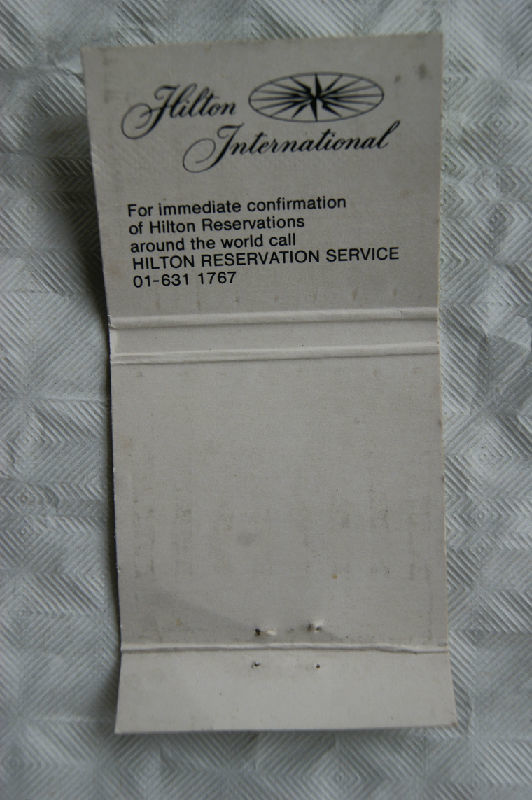 Hilton
International
For immediate confirmation
of Hilton Reservations
around the world call
HILTON RESERVATION SERVICE
01-631 1767